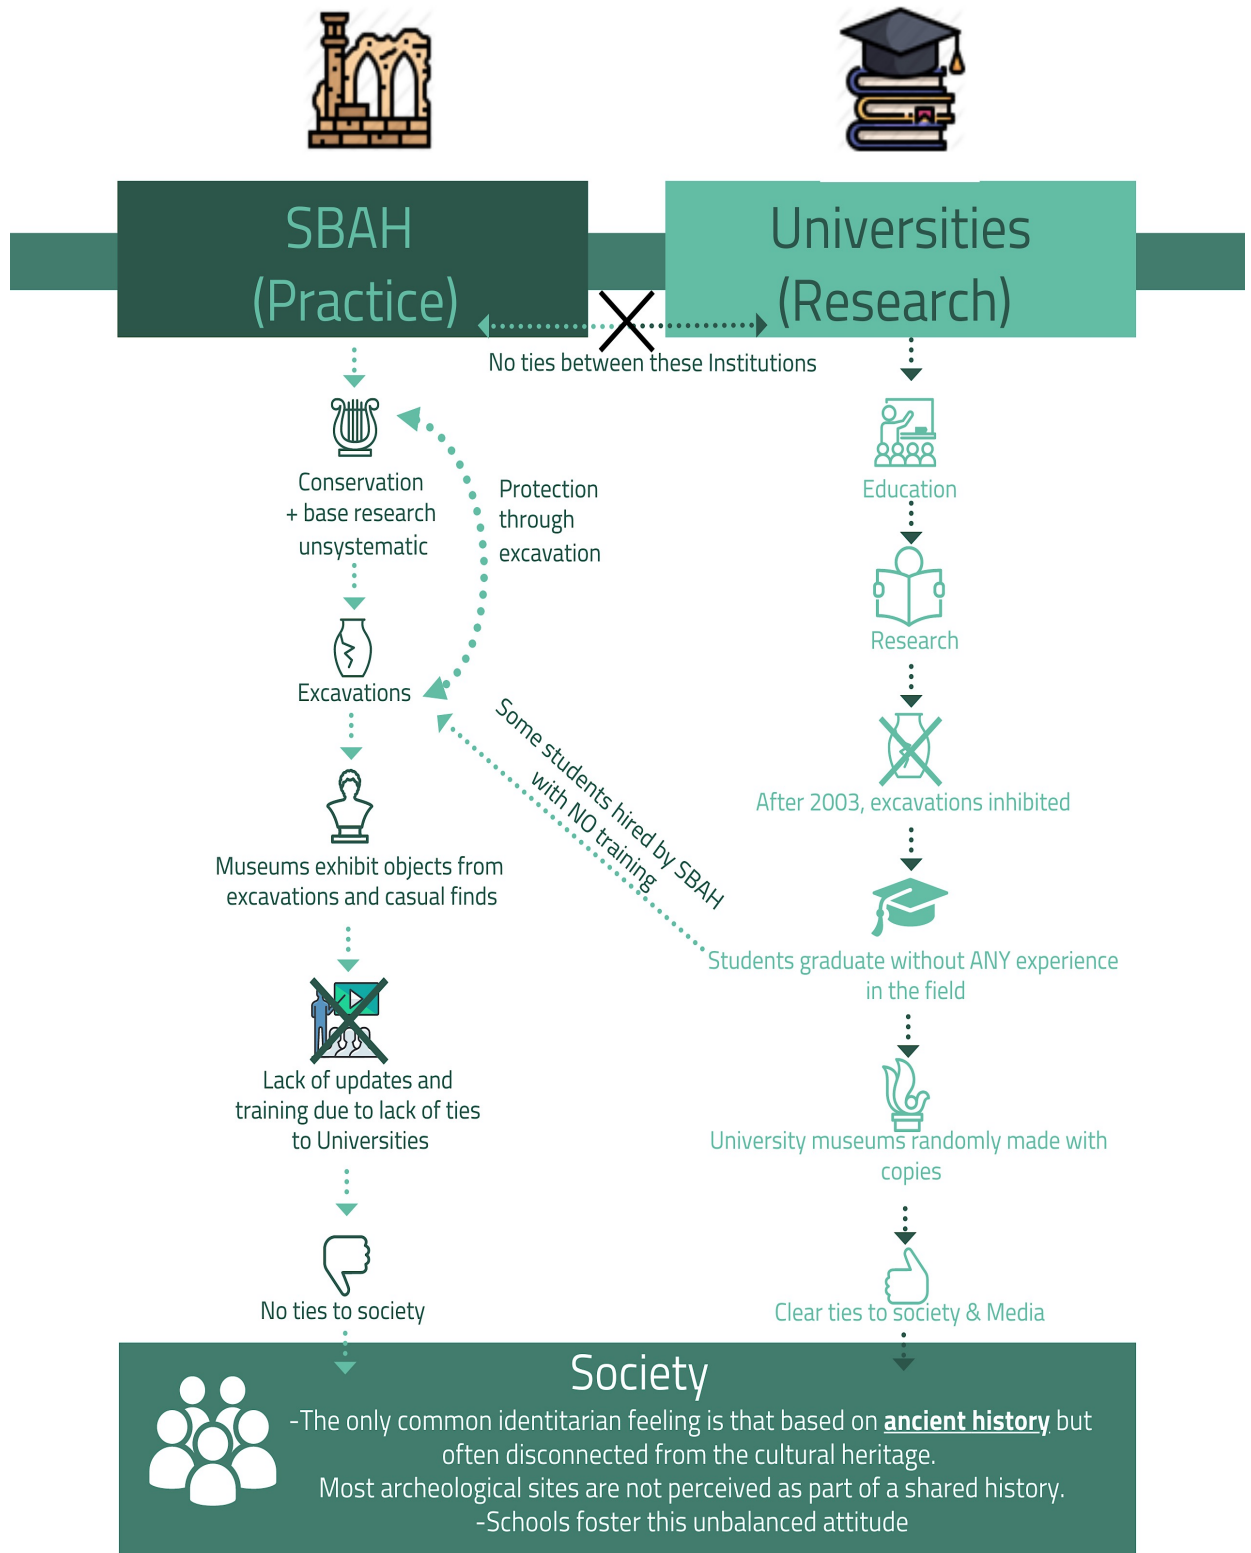 SBAH
(Practice)
Universities
(Research)
No ties between these Institutions
Conservation
+ base research
unsystematic
Protection
through
excavation
Excavations
Museums exhibit objects from
excavations and casual finds
Lack of updates and
training due to lack of ties
to Universities
No ties to society
Some students hired by SBAH
with NO training
Education
Research
After 2003, excavations inhibited
Students graduate without ANY experience
in the field
University museums randomly made with
copies
Clear ties to society & Media
Society
-The only common identitarian feeling is that based on ancient history but
often disconnected from the cultural heritage.
Most archeological sites are not perceived as part of a shared history.
-Schools foster this unbalanced attitude